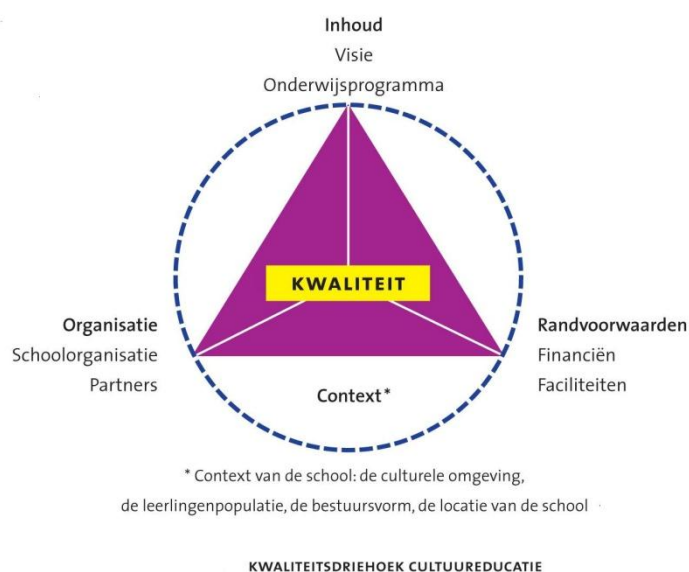 Inhoud
Visie
Onderwijsprogramma
KWALITEIT
Organisatie
Schoolorganisatie
Partners
Randvoorwaarden
Financiën
Faciliteiten
Context*
* Context van de school: de culturele omgeving,
de leerlingenpopulatie, de bestuursvorm, de locatie van de school
KWALITEITSDRIEHOEK CULTUUREDUCATIE